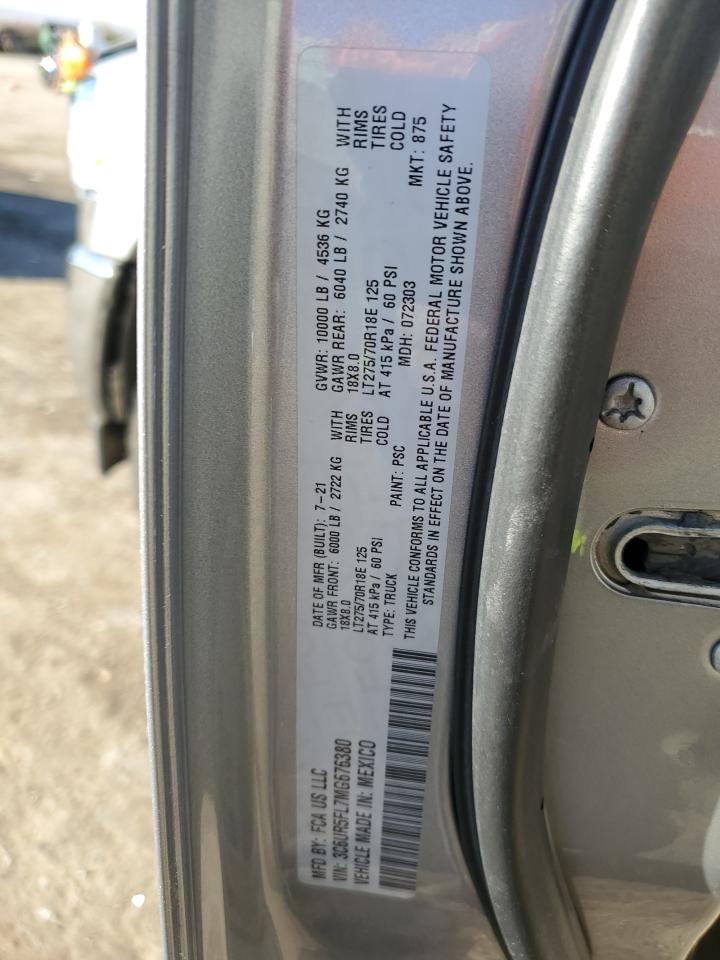 MFD BY: FCA US LLC
DATE OF MFR (BUILT): 7-21
GVWR: 10000 LB / 4536 KG
GAWR FRONT: 6000 LB / 2722 KG WITH
18X8.0 RIMS
LT275/70R18E 125 TIRES
AT 415 kPa / 60 PSI COLD
GAWR REAR: 6040 LB / 2740 KG WITH
18X8.0 RIMS
LT275/70R18E 125 TIRES
AT 415 kPa / 60 PSI COLD
VIN: 3C6UR5FL7MG676380
TYPE: TRUCK
PAINT: PSC
MDH: 072303
MKT: 875
VEHICLE MADE IN: MEXICO
THIS VEHICLE CONFORMS TO ALL APPLICABLE U.S.A. FEDERAL MOTOR VEHICLE SAFETY
STANDARDS IN EFFECT ON THE DATE OF MANUFACTURE SHOWN ABOVE.